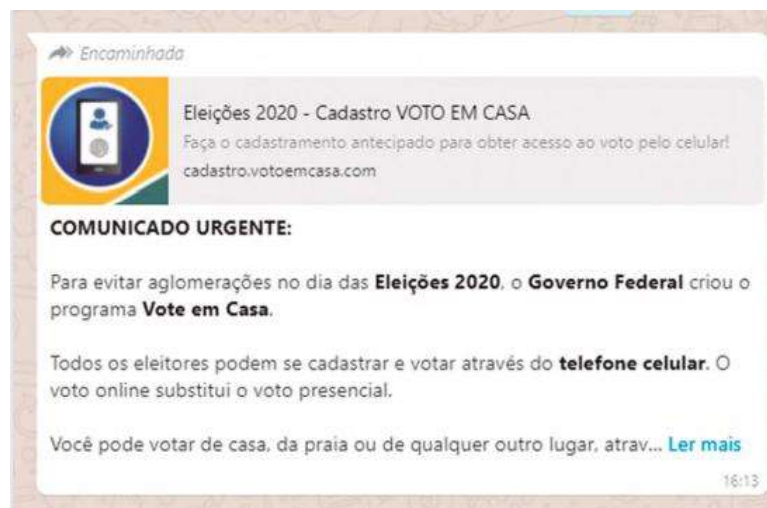 Encaminhada
Eleições 2020 - Cadastro VOTO EM CASA
Faça o cadastramento antecipado para obter acesso ao voto pelo celular!
cadastro.votoemcasa.com
COMUNICADO URGENTE:
Para evitar aglomerações no dia das Eleições 2020, o Governo Federal criou o
programa Vote em Casa.
Todos os eleitores podem se cadastrar e votar através do telefone celular. O
voto online substitui o voto presencial.
Você pode votar de casa, da praia ou de qualquer outro lugar, atrav... Ler mais
16:13